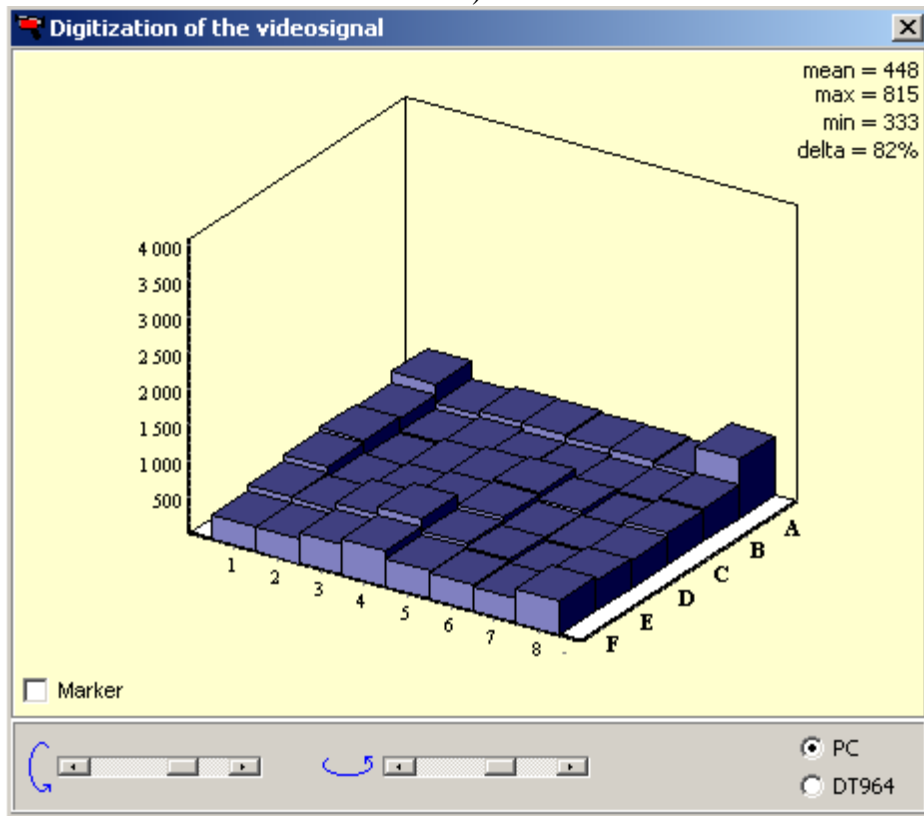 )
Digitization of the videosignal
mean = 448
max = 815
min = 333
delta = 82%
4 000
3 500
3 000
2 500
2 000
1 500
1 000
500
1
2
3
4
5
6
7
8
F
E
D
C
B
A
Marker
PC
DT964